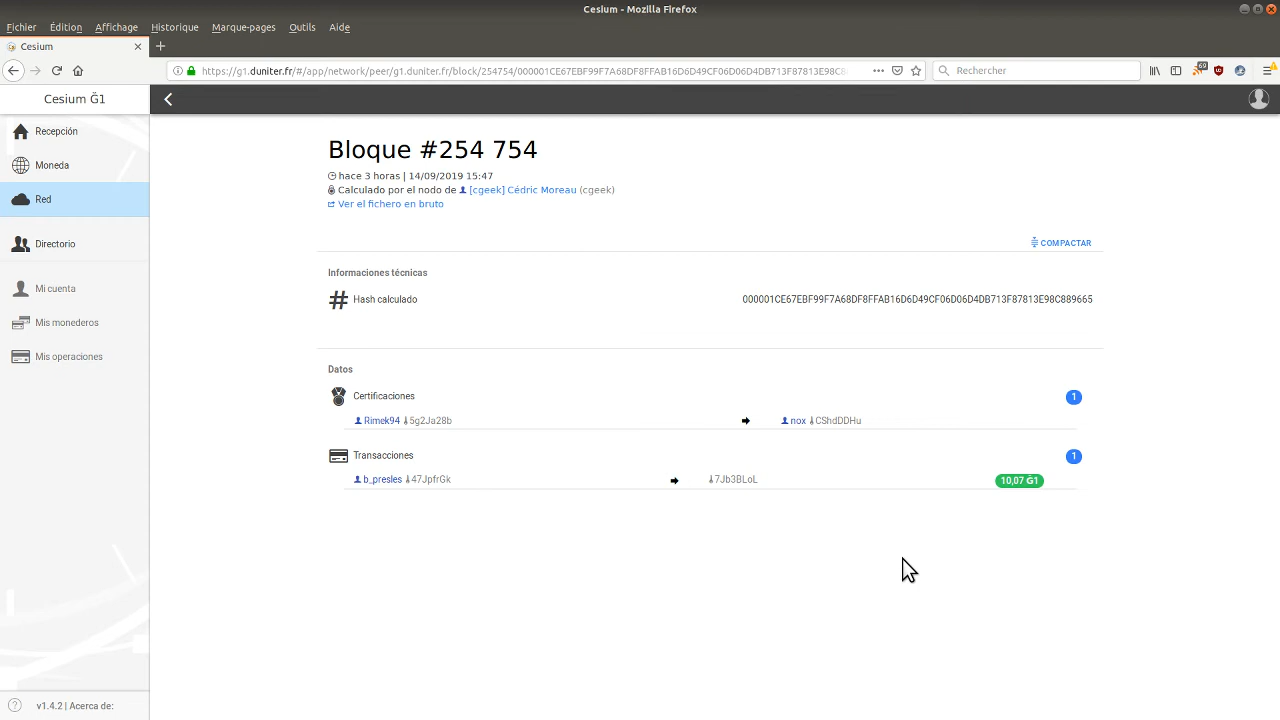 Cesium - Mozilla Firefox
Fichier Édition Affichage Historique Marque-pages Outils Aide
Cesium
https://g1.duniter.fr/#/app/network/peer/g1.duniter.fr/block/254754/000001CE67EBF99F7A68DF8FFAB16D6D49CF06D06D4DB713F87813E98C8
Rechercher
69
Cesium Ğ1
Recepción
Moneda
Red
Directorio
Mi cuenta
Mis monederos
Mis operaciones
v1.4.2 | Acerca de:
Bloque #254 754
hace 3 horas | 14/09/2019 15:47
Calculado por el nodo de [cgeek] Cédric Moreau (cgeek)
Ver el fichero en bruto
COMPACTAR
Informaciones técnicas
Hash calculado 000001CE67EBF99F7A68DF8FFAB16D6D49CF06D06D4DB713F87813E98C889665
Datos
Certificaciones 1
Rimek94 5g2Ja28b nox CShdDDHu
Transacciones 1
b_presles 47JpfrGk 7Jb3BLoL 10,07 Ğ1